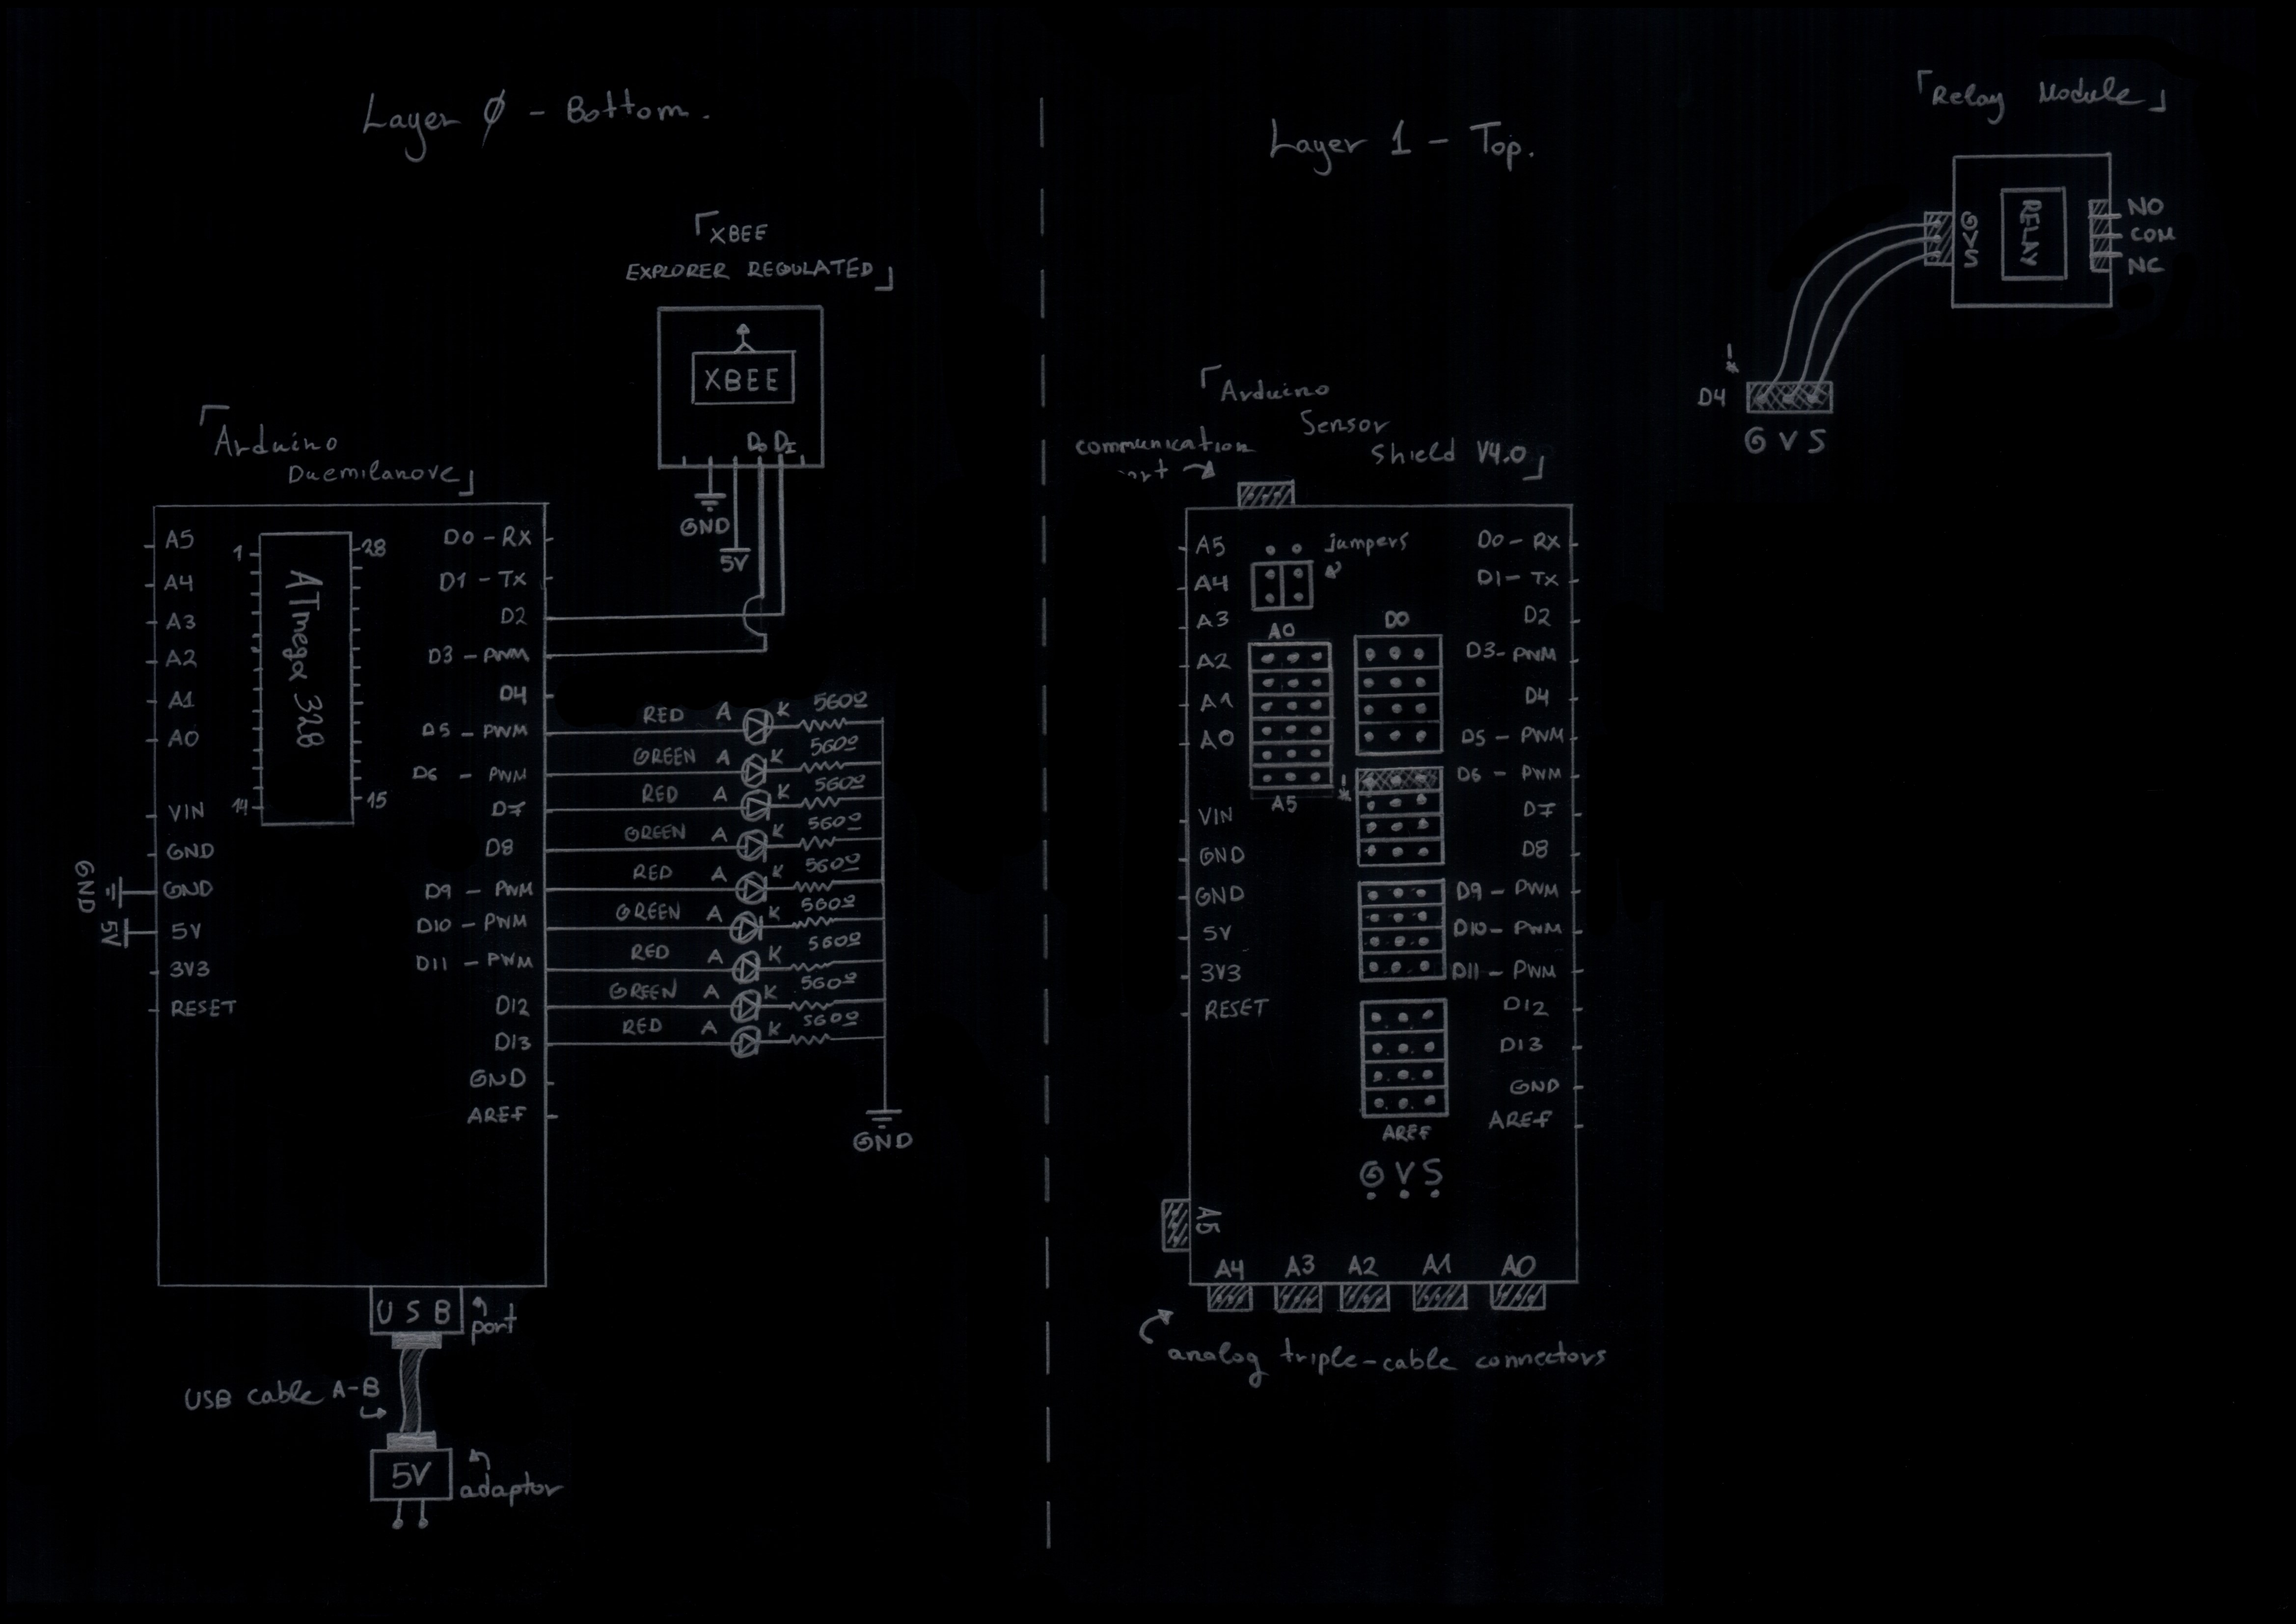 Layer 0 - Bottom.
「XBEE
EXPLORER REGULATED」
XBEE
D0 DI
GND
5V
「Arduino
Duemilanove」
A5
A4
A3
A2
A1
A0
VIN
GND
GND
5V
3V3
RESET
GND
5V
1
28
14
15
ATmega 328
D0 - RX
D1 - TX
D2
D3 - PWM
D4
D5 - PWM
D6 - PWM
D7
D8
D9 - PWM
D10 - PWM
D11 - PWM
D12
D13
GND
AREF
RED A K 560Ω
GREEN A K 560Ω
RED A K 560Ω
GREEN A K 560Ω
RED A K 560Ω
GREEN A K 560Ω
RED A K 560Ω
GREEN A K 560Ω
RED A K 560Ω
GND
USB
port
USB cable A-B
5V
adaptor
Layer 1 - Top.
「Arduino
Sensor
Shield V4.0」
communication
A5
A4
A3
A2
A1
A0
VIN
GND
GND
5V
3V3
RESET
jumpers
A0
A5
D0
!*
AREF
G V S
D0 - RX
D1 - TX
D2
D3 - PWM
D4
D5 - PWM
D6 - PWM
D7
D8
D9 - PWM
D10 - PWM
D11 - PWM
D12
D13
GND
AREF
A5
A4 A3 A2 A1 A0
analog triple-cable connectors
「Relay Module」
G
V
S
RELAY
NO
COM
NC
!*
D4
G V S